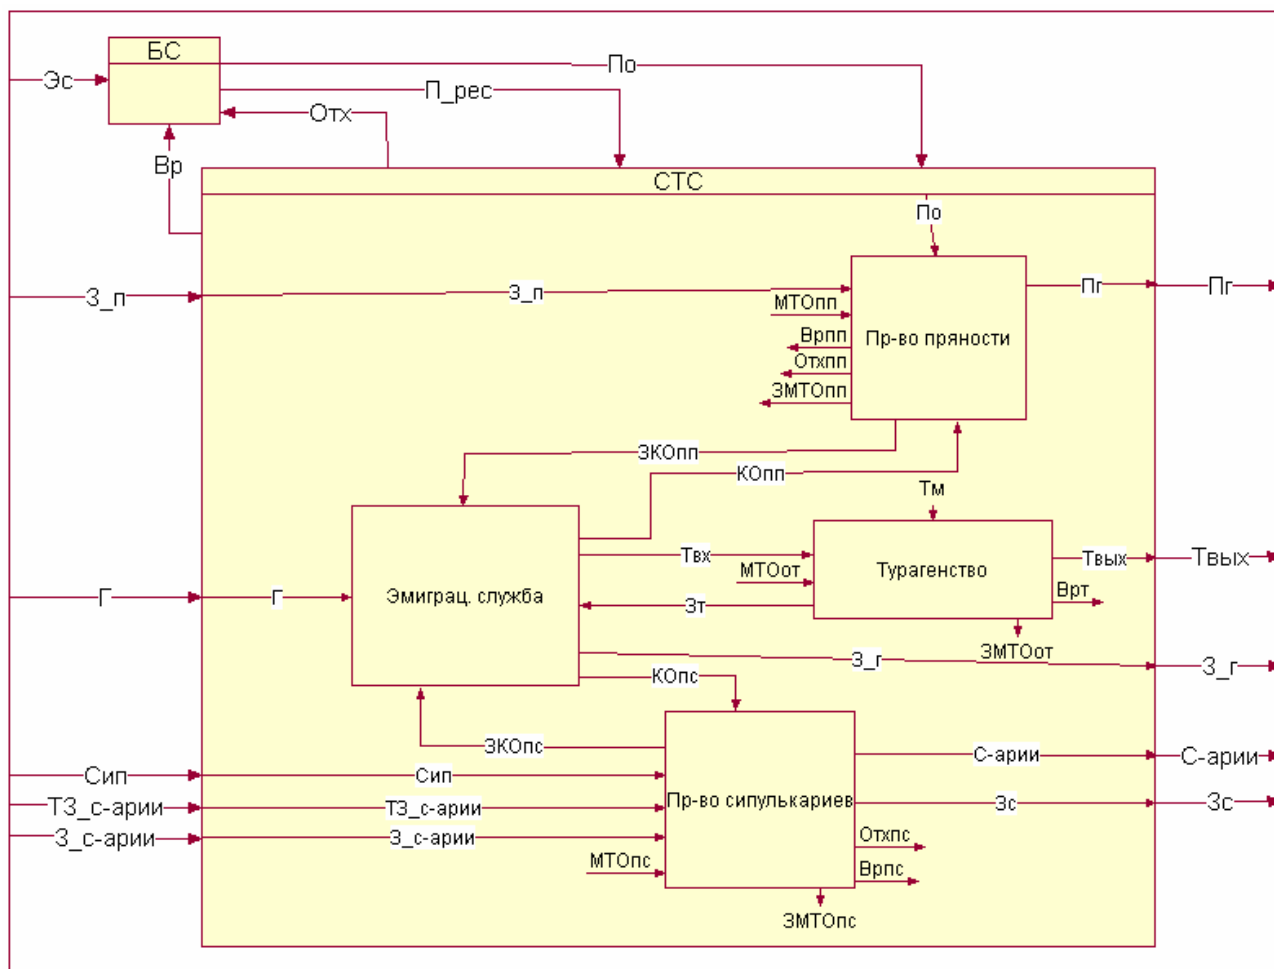 БС
По
Эс
П_рес
Отх
Вр
СТС
По
З_п
З_п
Пг
Пг
МТОпп
Врпп
Пр-во пряности
Отхпп
ЗМТОпп
ЗКОпп
КОпп
Тм
Твх
Твых
Твых
МТОот
Турагенство
Г
Г
Эмиграц. служба
Зт
Врт
ЗМТОот
З_г
З_г
КОпс
ЗКОпс
С-арии
С-арии
Сип
Сип
ТЗ_с-арии
ТЗ_с-арии
Пр-во сипулькариев
Зс
Зс
З_с-арии
З_с-арии
Отхпс
МТОпс
Врпс
ЗМТОпс